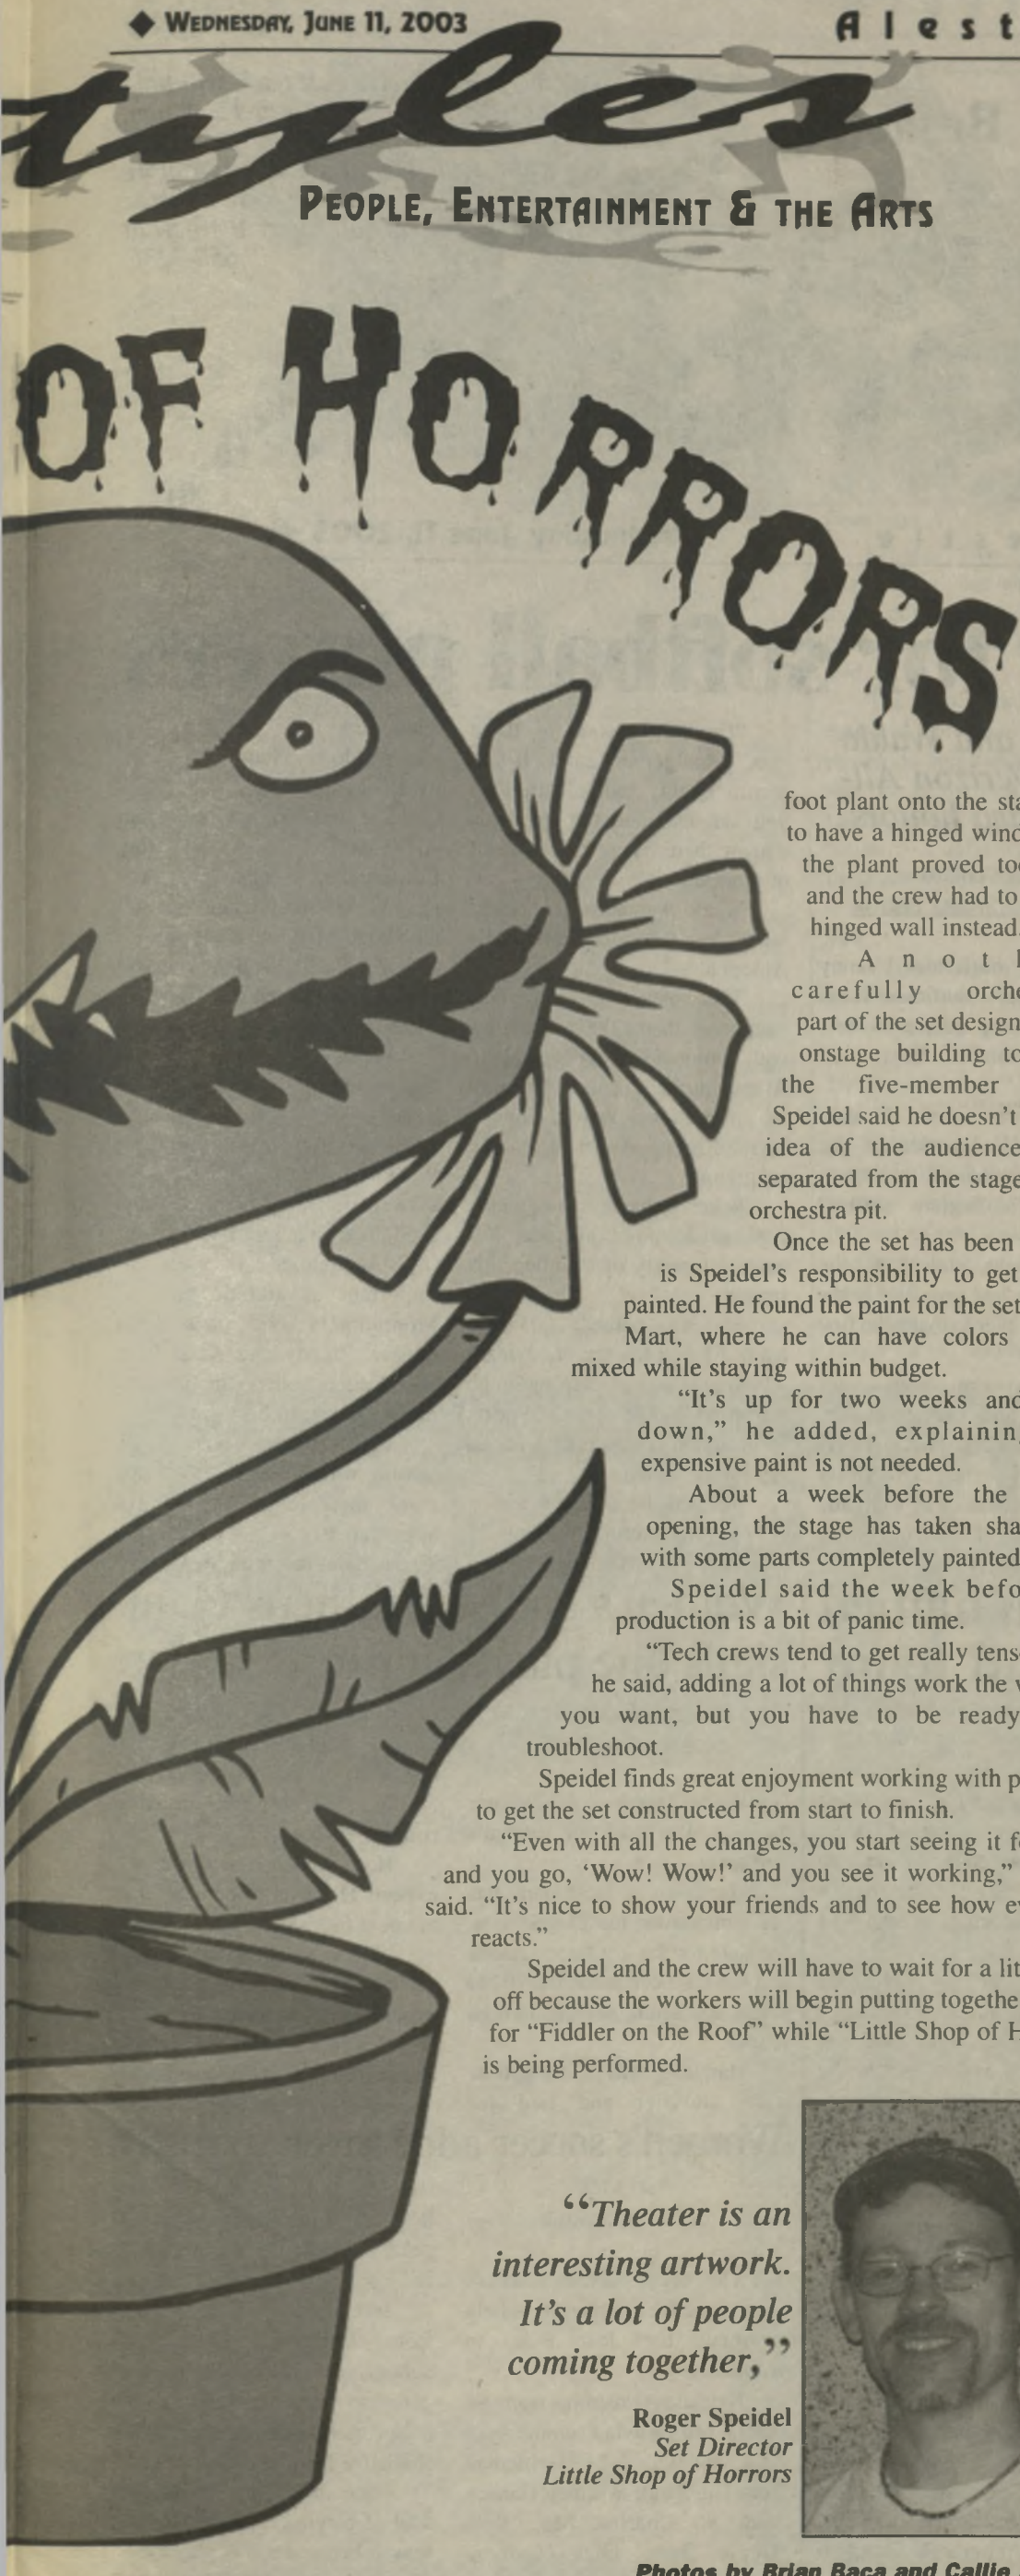 ◆ WEDNESDAY, JUNE 11, 2003
Alest
tyles
PEOPLE, ENTERTAINMENT & THE ARTS
OF HORRORS
foot plant onto the sta
to have a hinged wind
the plant proved too
and the crew had to
hinged wall instead.
Anot
carefully orche
part of the set design
onstage building to
the five-member
Speidel said he doesn't
idea of the audience
separated from the stage
orchestra pit.
Once the set has been
is Speidel's responsibility to get
painted. He found the paint for the set
Mart, where he can have colors
mixed while staying within budget.
“It's up for two weeks and
down,” he added, explaining
expensive paint is not needed.
About a week before the
opening, the stage has taken sha
with some parts completely painted
Speidel said the week befo
production is a bit of panic time.
“Tech crews tend to get really tens
he said, adding a lot of things work the w
you want, but you have to be ready
troubleshoot.
Speidel finds great enjoyment working with p
to get the set constructed from start to finish.
“Even with all the changes, you start seeing it f
and you go, ‘Wow! Wow!’ and you see it working,”
said. “It's nice to show your friends and to see how ev
reacts.”
Speidel and the crew will have to wait for a lit
off because the workers will begin putting togethe
for “Fiddler on the Roof” while “Little Shop of H
is being performed.
“Theater is an
interesting artwork.
It's a lot of people
coming together,”
Roger Speidel
Set Director
Little Shop of Horrors
Photos by Brian Baca and Callie